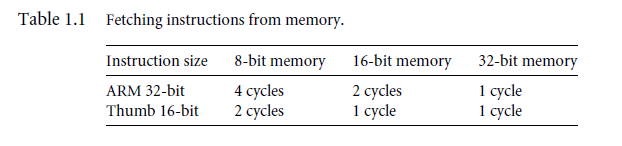 Table 1.1 Fetching instructions from memory.
Instruction size 8-bit memory 16-bit memory 32-bit memory
ARM 32-bit 4 cycles 2 cycles 1 cycle
Thumb 16-bit 2 cycles 1 cycle 1 cycle